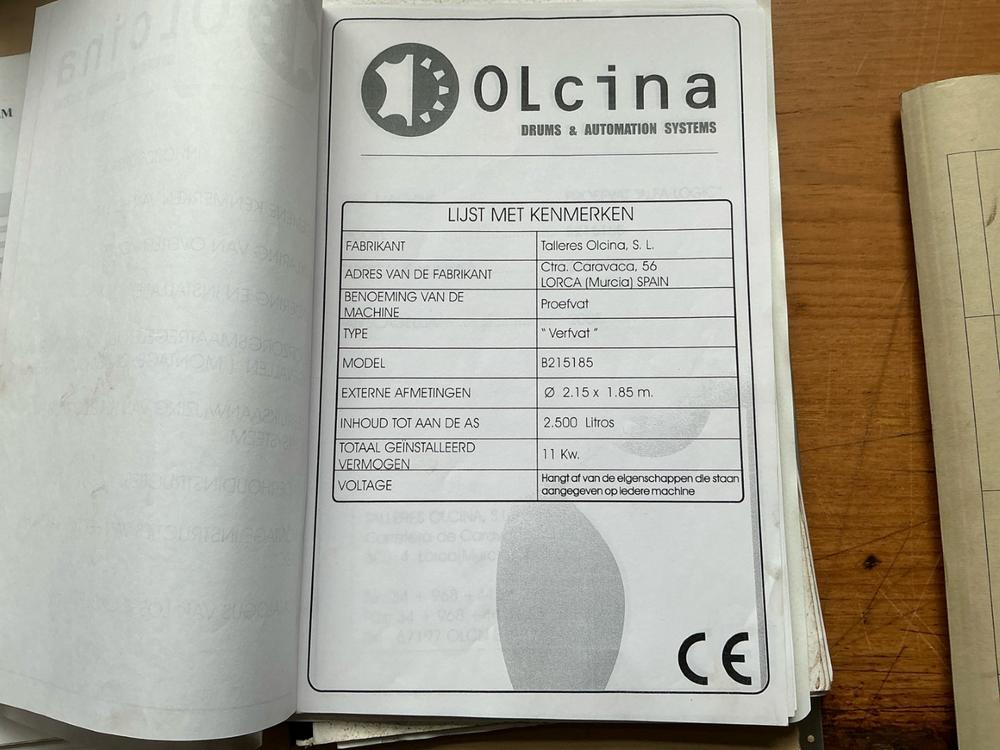 OLcina
DRUMS & AUTOMATION SYSTEMS
LIJST MET KENMERKEN
FABRIKANT
Talleres Olcina, S. L.
ADRES VAN DE FABRIKANT
Ctra. Caravaca, 56
LORCA (Murcia) SPAIN
BENOEMING VAN DE
MACHINE
Proefvat
TYPE
" Verfvat "
MODEL
B215185
EXTERNE AFMETINGEN
Ø 2.15 x 1.85 m.
INHOUD TOT AAN DE AS
2.500 Litros
TOTAAL GEÏNSTALLEERD
VERMOGEN
11 Kw.
VOLTAGE
Hangt af van de eigenschappen die staan
aangegeven op iedere machine
CE